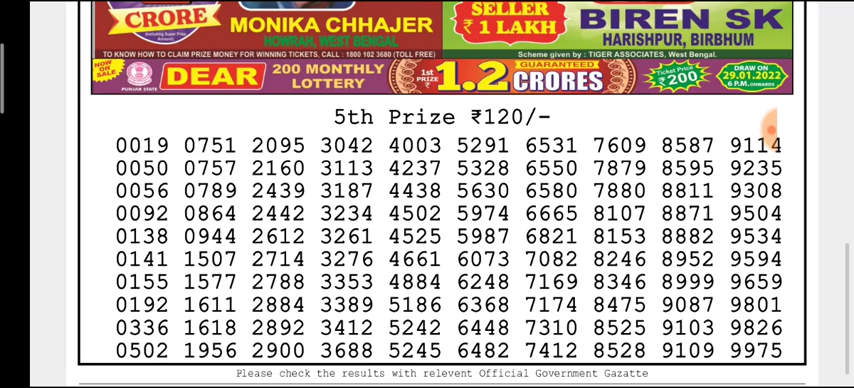 CRORE
(Including Super Prize Amount)
MONIKA CHHAJER
HOWRAH, WEST BENGAL
SELLER
₹ 1 LAKH
BIREN SK
HARISHPUR, BIRBHUM
TO KNOW HOW TO CLAIM PRIZE MONEY FOR WINNING TICKETS, CALL : 1800 102 3680 (TOLL FREE)
Scheme given by : TIGER ASSOCIATES, West Bengal.
NOW ON SALE
PUNJAB STATE
DEAR
200 MONTHLY
LOTTERY
1st
PRIZE
₹
1.2
GUARANTEED
CRORES
Ticket Price
₹200
DRAW ON
29.01.2022
6 P.M. ONWARDS
5th Prize ₹120/-
0019 0751 2095 3042 4003 5291 6531 7609 8587 9114
0050 0757 2160 3113 4237 5328 6550 7879 8595 9235
0056 0789 2439 3187 4438 5630 6580 7880 8811 9308
0092 0864 2442 3234 4502 5974 6665 8107 8871 9504
0138 0944 2612 3261 4525 5987 6821 8153 8882 9534
0141 1507 2714 3276 4661 6073 7082 8246 8952 9594
0155 1577 2788 3353 4884 6248 7169 8346 8999 9659
0192 1611 2884 3389 5186 6368 7174 8475 9087 9801
0336 1618 2892 3412 5242 6448 7310 8525 9103 9826
0502 1956 2900 3688 5245 6482 7412 8528 9109 9975
Please check the results with relevent Official Government Gazatte